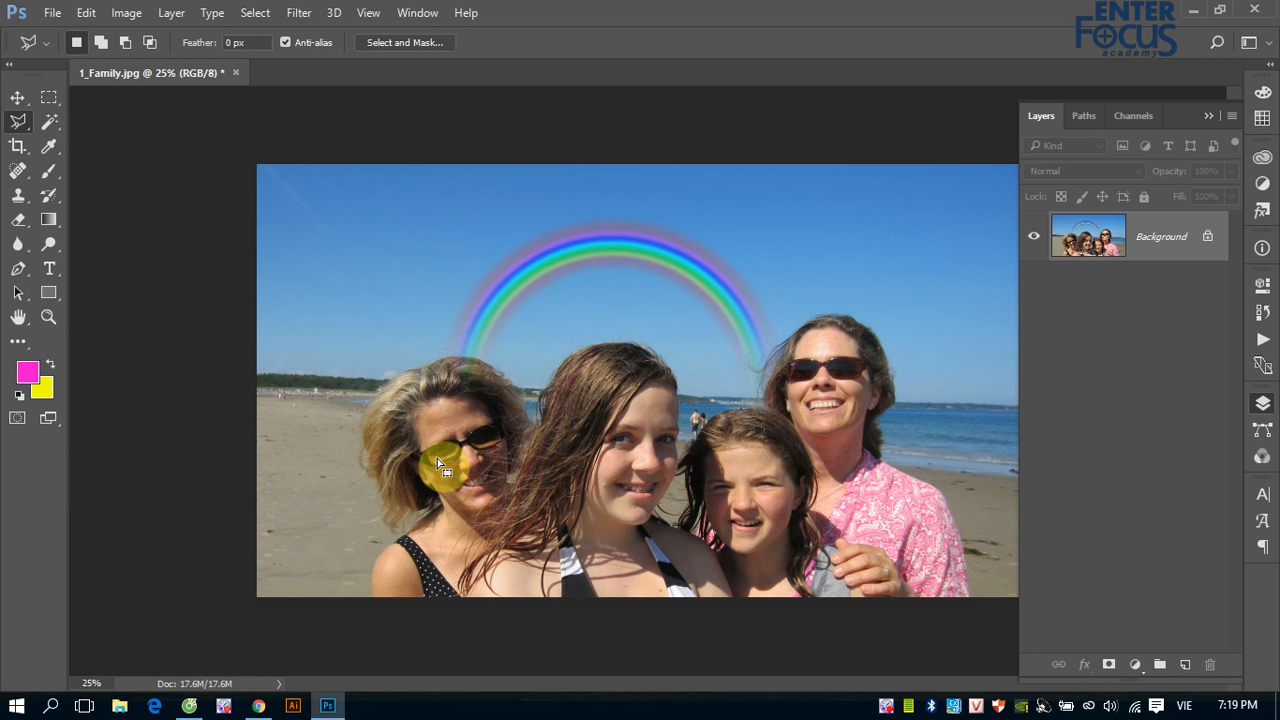 Ps File Edit Image Layer Type Select Filter 3D View Window Help
ENTER
FOCUS
academy
Feather: 0 px Anti-alias Select and Mask...
1_Family.jpg @ 25% (RGB/8) *
Layers Paths Channels
Kind
Normal Opacity: 100%
Lock: Fill: 100%
Background
25% Doc: 17.6M/17.6M
Ai Ps VIE 7:19 PM